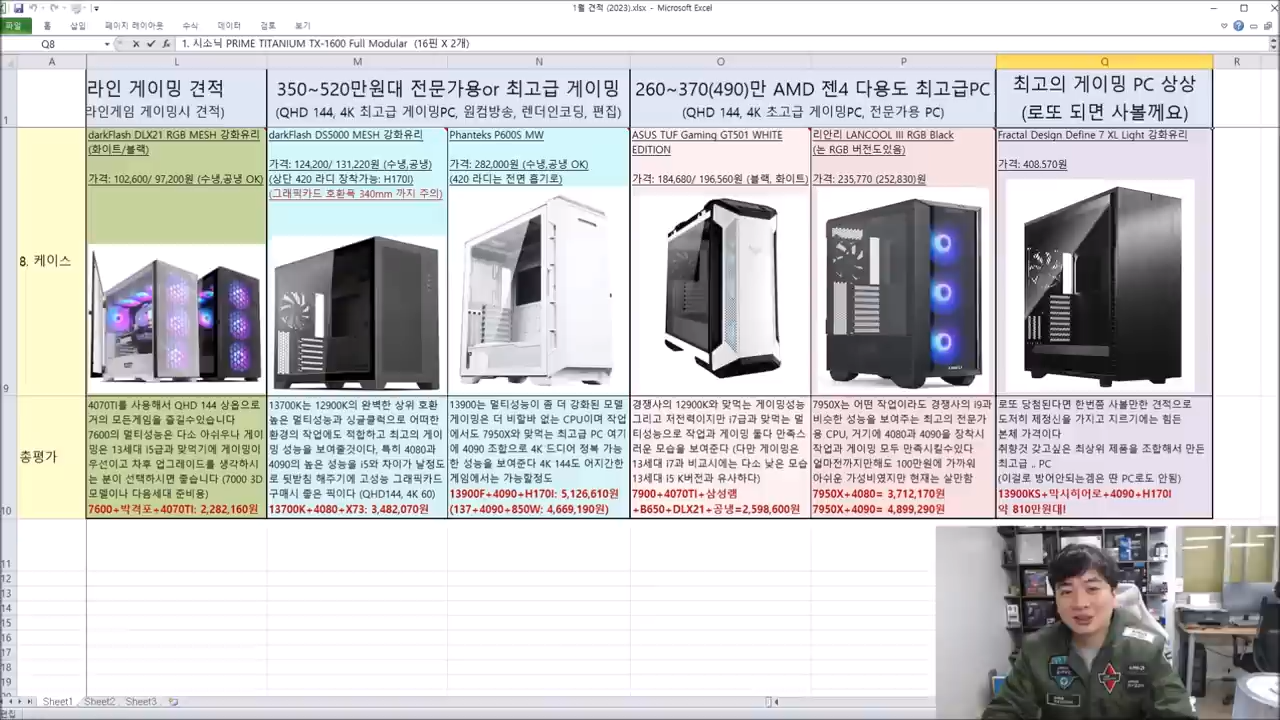 1월 견적 (2023).xlsx - Microsoft Excel
파일 홈 삽입 페이지 레이아웃 수식 데이터 검토 보기
Q8 fx 1. 시소닉 PRIME TITANIUM TX-1600 Full Modular (16핀 X 2개)
A L M N O P Q R
1
라인 게이밍 견적
(라인게임 게이밍시 견적)
350~520만원대 전문가용or 최고급 게이밍
(QHD 144, 4K 최고급 게이밍PC, 원컴방송, 렌더인코딩, 편집)
260~370(490)만 AMD 젠4 다용도 최고급PC
(QHD 144, 4K 초고급 게이밍PC, 전문가용 PC)
최고의 게이밍 PC 상상
(로또 되면 사볼께요)
9
8. 케이스
darkFlash DLX21 RGB MESH 강화유리
(화이트/블랙)
가격: 102,600/ 97,200원 (수냉,공냉 OK)
darkFlash DS5000 MESH 강화유리
가격: 124,200/ 131,220원 (수냉,공냉)
(상단 420 라디 장착가능: H170I)
(그래픽카드 호환폭 340mm 까지 주의)
Phanteks P600S MW
가격: 282,000원 (수냉,공냉 OK)
(420 라디는 전면 흡기로)
ASUS TUF Gaming GT501 WHITE
EDITION
가격: 184,680/ 196,560원 (블랙, 화이트)
리안리 LANCOOL III RGB Black
(논 RGB 버전도있음)
가격: 235,770 (252,830)원
Fractal Design Define 7 XL Light 강화유리
가격: 408.570원
10
총평가
4070TI를 사용해서 QHD 144 상옵으로
거의 모든게임을 즐길수있습니다
7600의 멀티성능은 다소 아쉬우나 게이
밍은 13세대 i5급과 맞먹기에 게이밍이
우선이고 차후 업그레이드를 생각하시
는 분이 선택하시면 좋습니다 (7000 3D
모델이나 다음세대 준비용)
7600+박격포+4070TI: 2,282,160원
13700K는 12900K의 완벽한 상위 호환
높은 멀티성능과 싱글클럭으로 어떠한
환경의 작업에도 적합하고 최고의 게이
밍 성능을 보여줄것이다, 특히 4080과
4090의 높은 성능에 i5와 차이가 날정도
로 뒷받침 해주기에 고성능 그래픽카드
구매시 좋은 픽이다 (QHD144, 4K 60)
13700K+4080+X73: 3,482,070원
13900는 멀티성능이 좀 더 강화된 모델
게이밍은 더 비할바 없는 CPU이며 작업
에서도 7950X와 맞먹는 최고급 PC 여기
에 4090 조합으로 4K 드디어 정복 가능
한 성능을 보여준다 4K 144도 어지간한
게임에서는 가능할정도
13900F+4090+H170I: 5,126,610원
(137+4090+850W: 4,669,190원)
경쟁사의 12900K와 맞먹는 게이밍성능
그리고 저전력이지만 i7급과 맞먹는 멀
티성능으로 작업과 게이밍 둘다 만족스
러운 모습을 보여준다 (다만 게이밍은
13세대 i7과 비교시에는 다소 낮은 모습
13세대 I5 K버전과 유사하다)
7900+4070TI+삼성램
+B650+DLX21+공냉=2,598,600원
7950X는 어떤 작업이라도 경쟁사의 i9과
비슷한 성능을 보여주는 최고의 전문가
용 CPU, 거기에 4080과 4090을 장착시
작업과 게이밍 모두 만족시킬수있다
얼마전까지만해도 100만원에 가까워
아쉬운 가성비였지만 현재는 살만함
7950X+4080= 3,712,170원
7950X+4090= 4,899,290원
로또 당첨된다면 한번쯤 사볼만한 견적으로
도저히 제정신을 가지고 지르기에는 힘든
본체 가격이다
취향것 갖고싶은 최상위 제품을 조합해서 만든
최고급 .. PC
(이걸로 방어안되는겜은 딴 PC로도 안됨)
13900KS+막시히어로+4090+H170I
약 810만원대!
11
12
13
14
15
16
17
18
19
Sheet1 Sheet2 Sheet3
편집